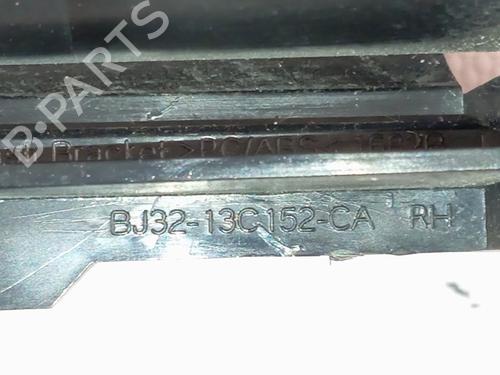 B·PARTS
Bracket >PC/ABS<
BJ32-13C152-CA RH